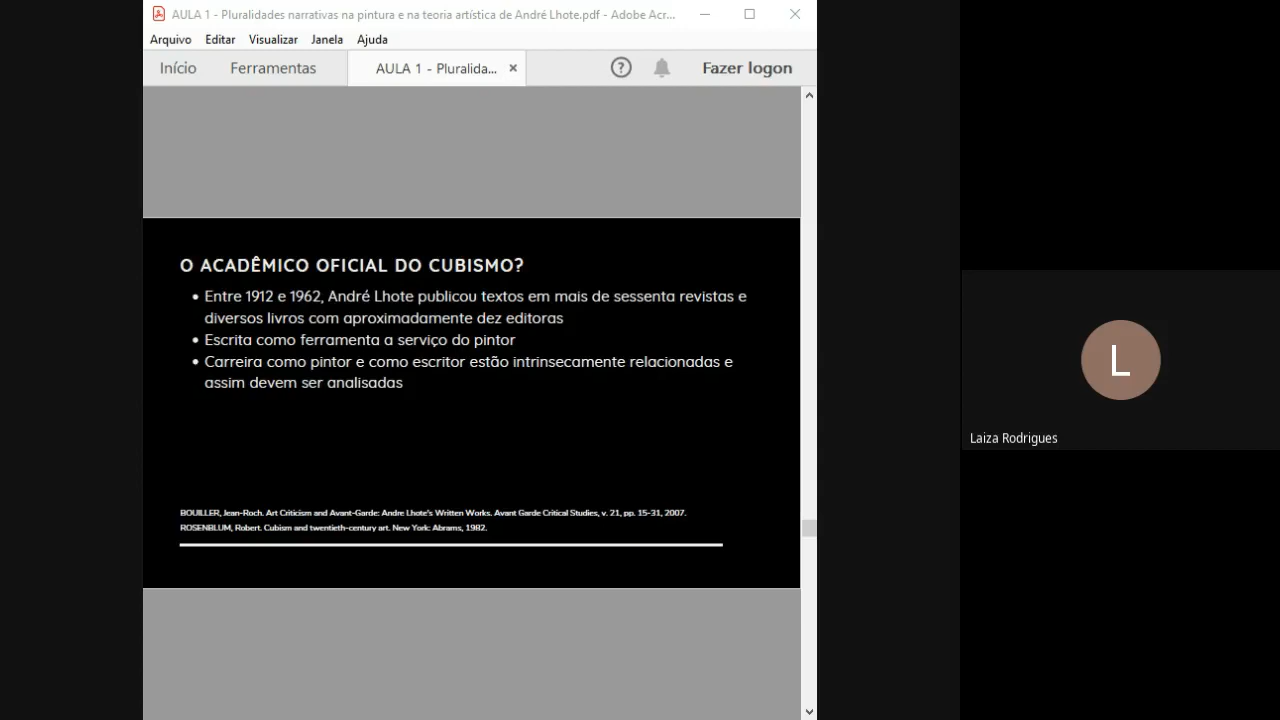 AULA 1 - Pluralidades narrativas na pintura e na teoria artística de André Lhote.pdf - Adobe Acr...
Arquivo Editar Visualizar Janela Ajuda
Início Ferramentas AULA 1 - Pluralida... × ? Fazer logon
O ACADÊMICO OFICIAL DO CUBISMO?
• Entre 1912 e 1962, André Lhote publicou textos em mais de sessenta revistas e
diversos livros com aproximadamente dez editoras
• Escrita como ferramenta a serviço do pintor
• Carreira como pintor e como escritor estão intrinsecamente relacionadas e
assim devem ser analisadas
BOUILLER, Jean-Roch. Art Criticism and Avant-Garde: Andre Lhote's Written Works. Avant Garde Critical Studies, v. 21, pp. 15-31, 2007.
ROSENBLUM, Robert. Cubism and twentieth-century art. New York: Abrams, 1982.
L
Laiza Rodrigues